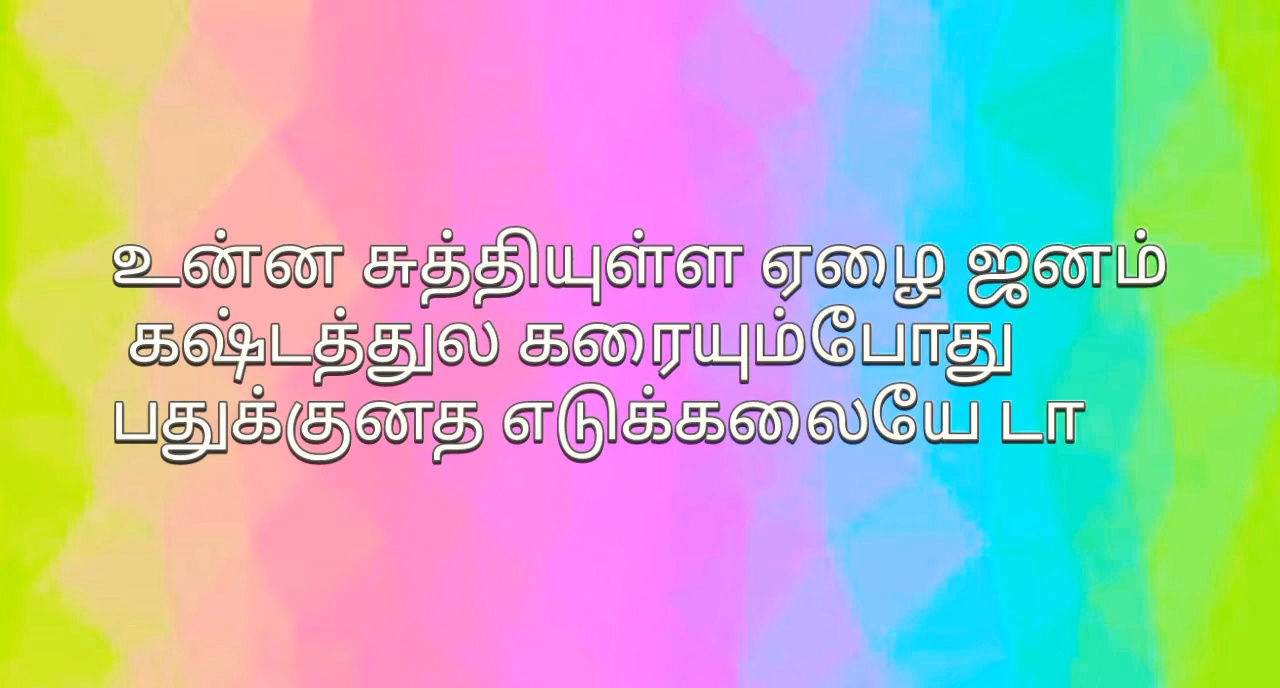 உன்ன சுத்தியுள்ள ஏழை ஜனம்
கஷ்டத்துல கரையும்போது
பதுக்குனத எடுக்கலையே டா